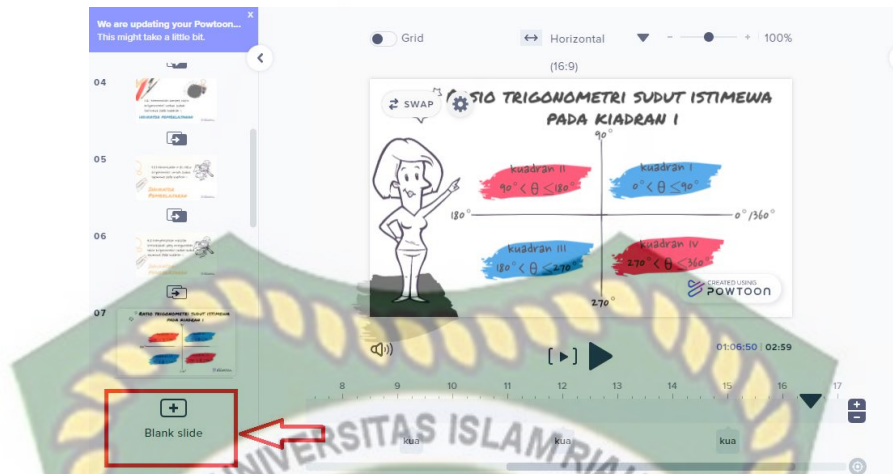 We are updating your Powtoon...
This might take a little bit.
x
Grid
Horizontal
100%
(16:9)
04
05
06
07
Blank slide
SWAP
RASIO TRIGONOMETRI SUDUT ISTIMEWA
PADA KIADRAN I
90°
kuadran II
90° < θ ≤ 180°
kuadran I
0° < θ ≤ 90°
180°
0° /360°
kuadran III
180° < θ ≤ 270°
kuadran IV
270° < θ ≤ 360°
270°
CREATED USING
POWTOON
01:06:50 | 02:59
8 9 10 11 12 13 14 15 16 17
kua kua kua
UNIVERSITAS ISLAM RIAU